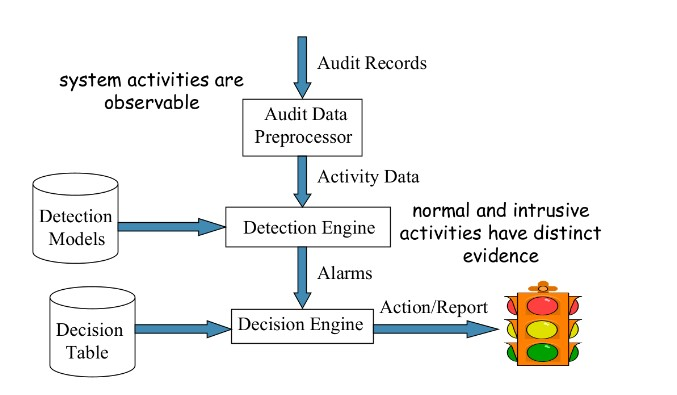 Audit Records
system activities are
observable
Audit Data
Preprocessor
Activity Data
Detection
Models
Detection Engine
normal and intrusive
activities have distinct
evidence
Alarms
Action/Report
Decision
Table
Decision Engine